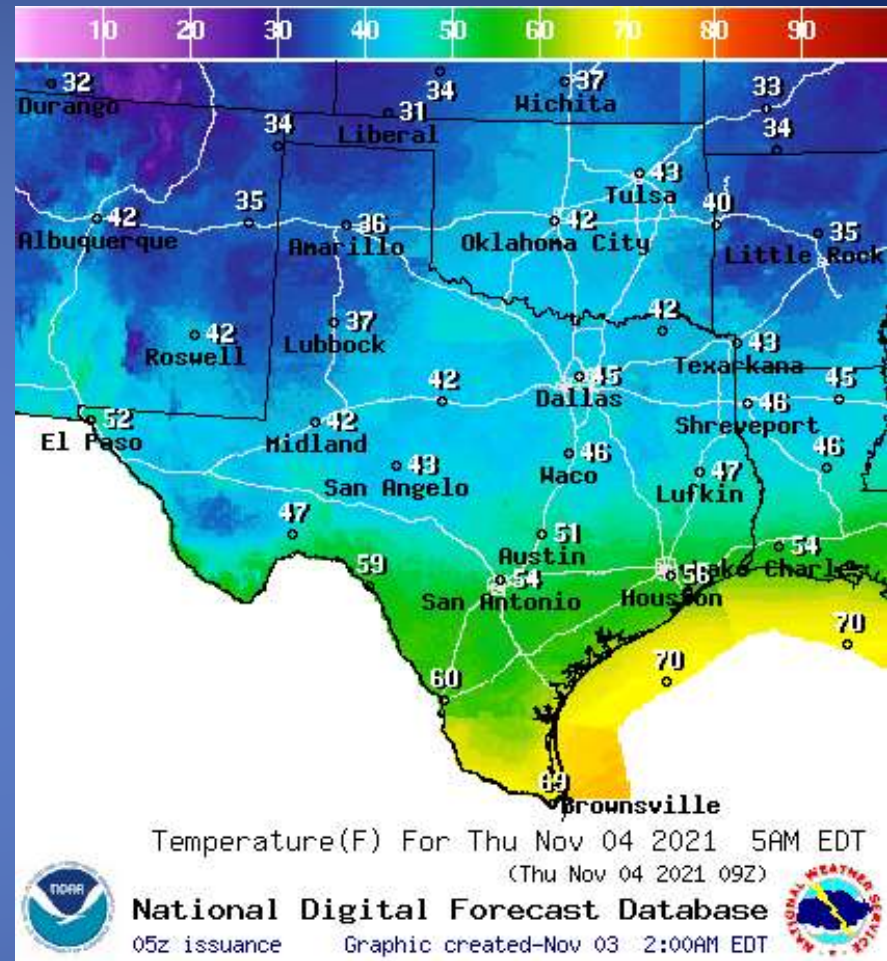 10 20 30 40 50 60 70 80 90
32 Durango
34
37 Wichita
33
31 Liberal
34
34
43 Tulsa
42 Albuquerque
35
36 Amarillo
42 Oklahoma City
40
35 Little Rock
42 Roswell
37 Lubbock
42
43 Texarkana
45 Dallas
52 El Paso
42 Midland
42
46 Shreveport
45
43 San Angelo
46 Waco
47 Lufkin
46
47
51 Austin
59
54 San Antonio
56 Houston
54 Lake Charles
60
70
70
69 Brownsville
Temperature(F) For Thu Nov 04 2021 5AM EDT
(Thu Nov 04 2021 09Z)
National Digital Forecast Database
05z issuance Graphic created-Nov 03 2:00AM EDT
NOAA
NATIONAL WEATHER SERVICE